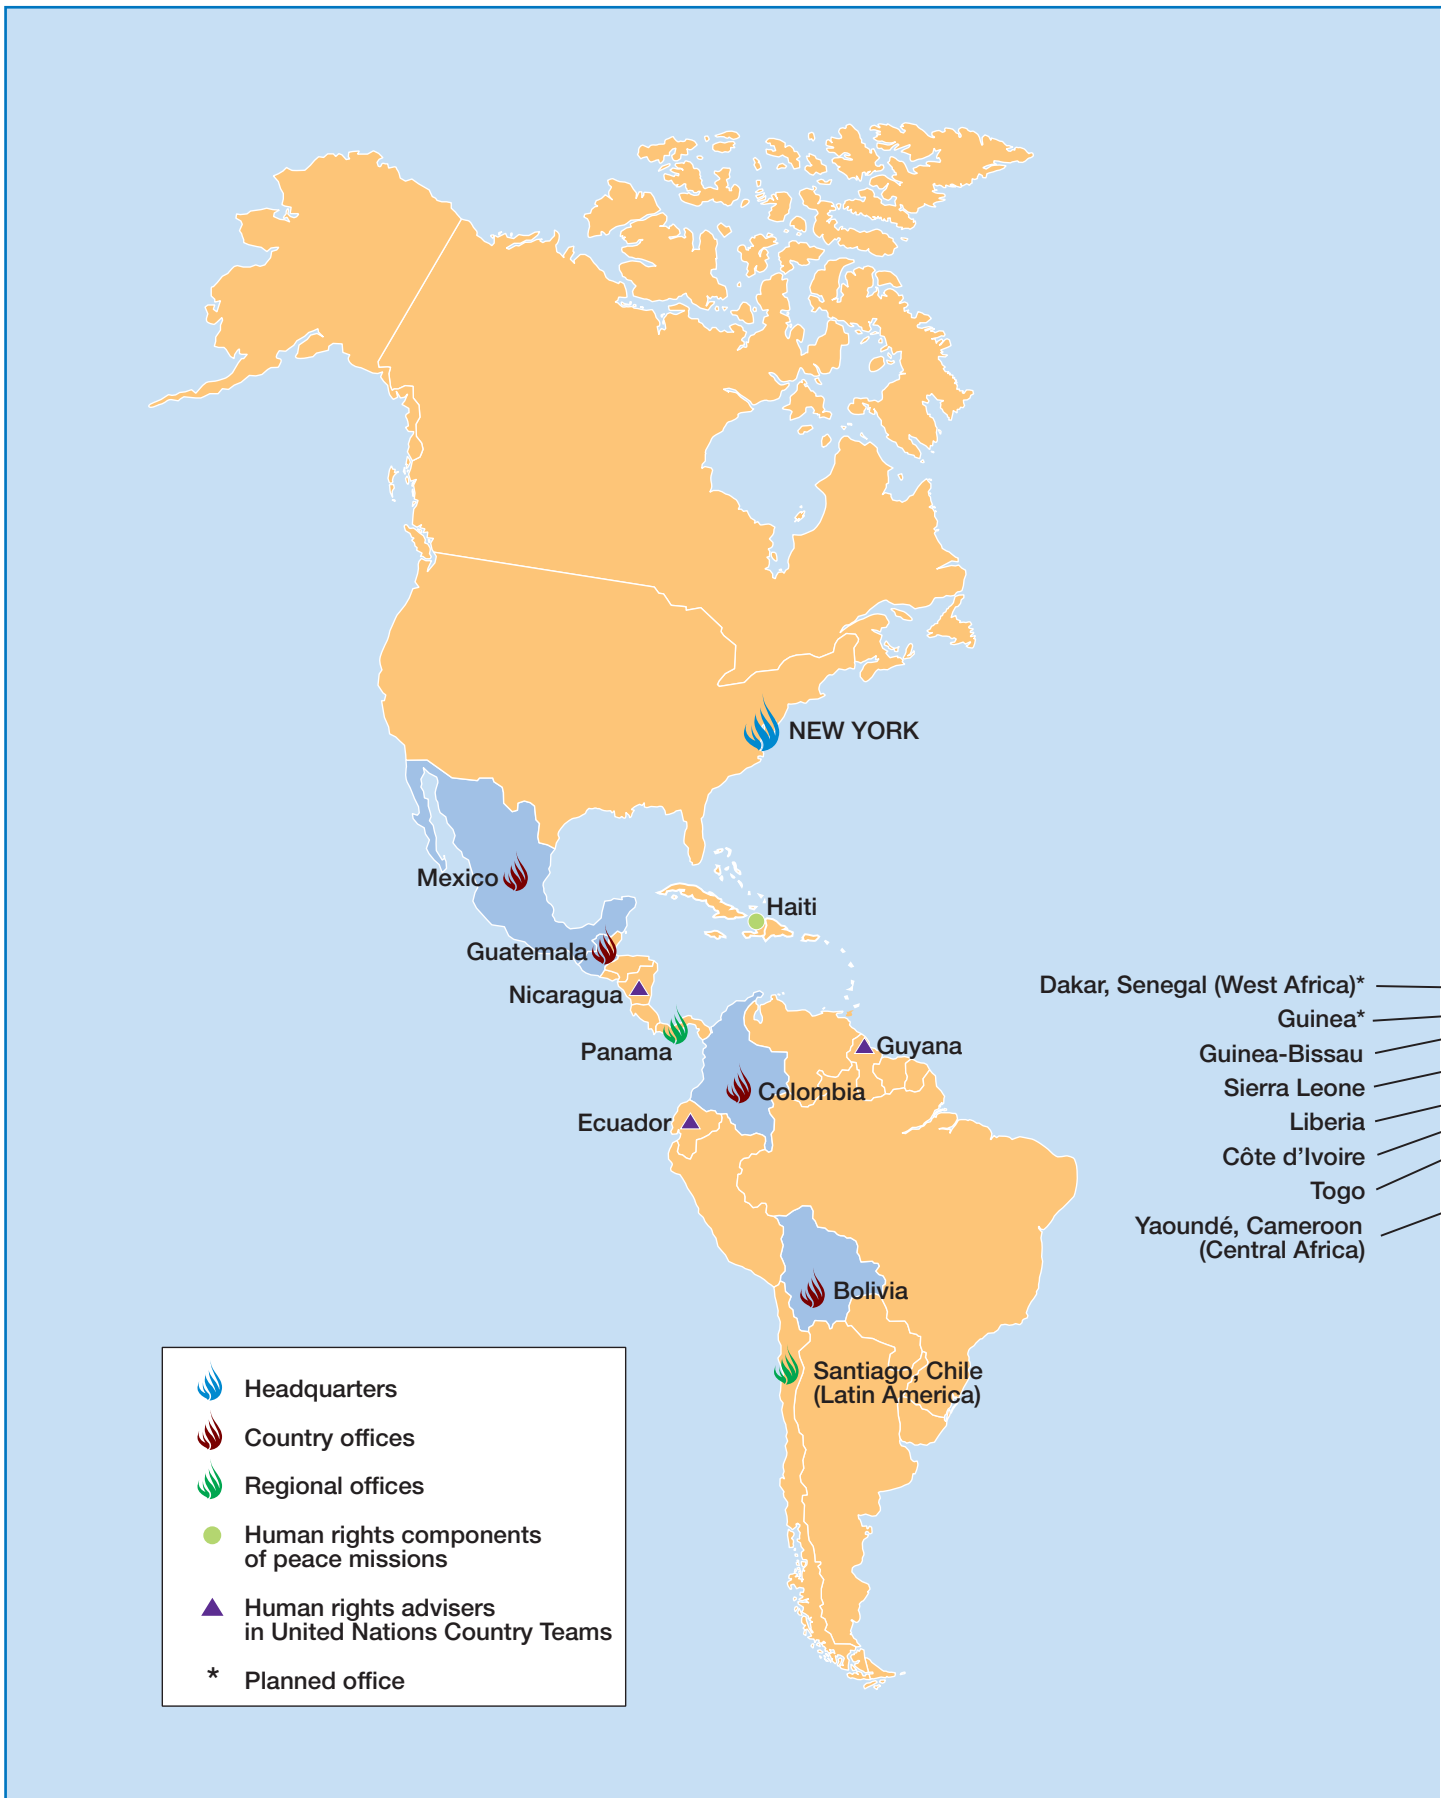 NEW YORK
Mexico
Haiti
Guatemala
Nicaragua
Panama
Guyana
Colombia
Ecuador
Bolivia
Santiago, Chile
(Latin America)
Dakar, Senegal (West Africa)*
Guinea*
Guinea-Bissau
Sierra Leone
Liberia
Côte d’Ivoire
Togo
Yaoundé, Cameroon
(Central Africa)
Headquarters
Country offices
Regional offices
Human rights components
of peace missions
Human rights advisers
in United Nations Country Teams
* Planned office